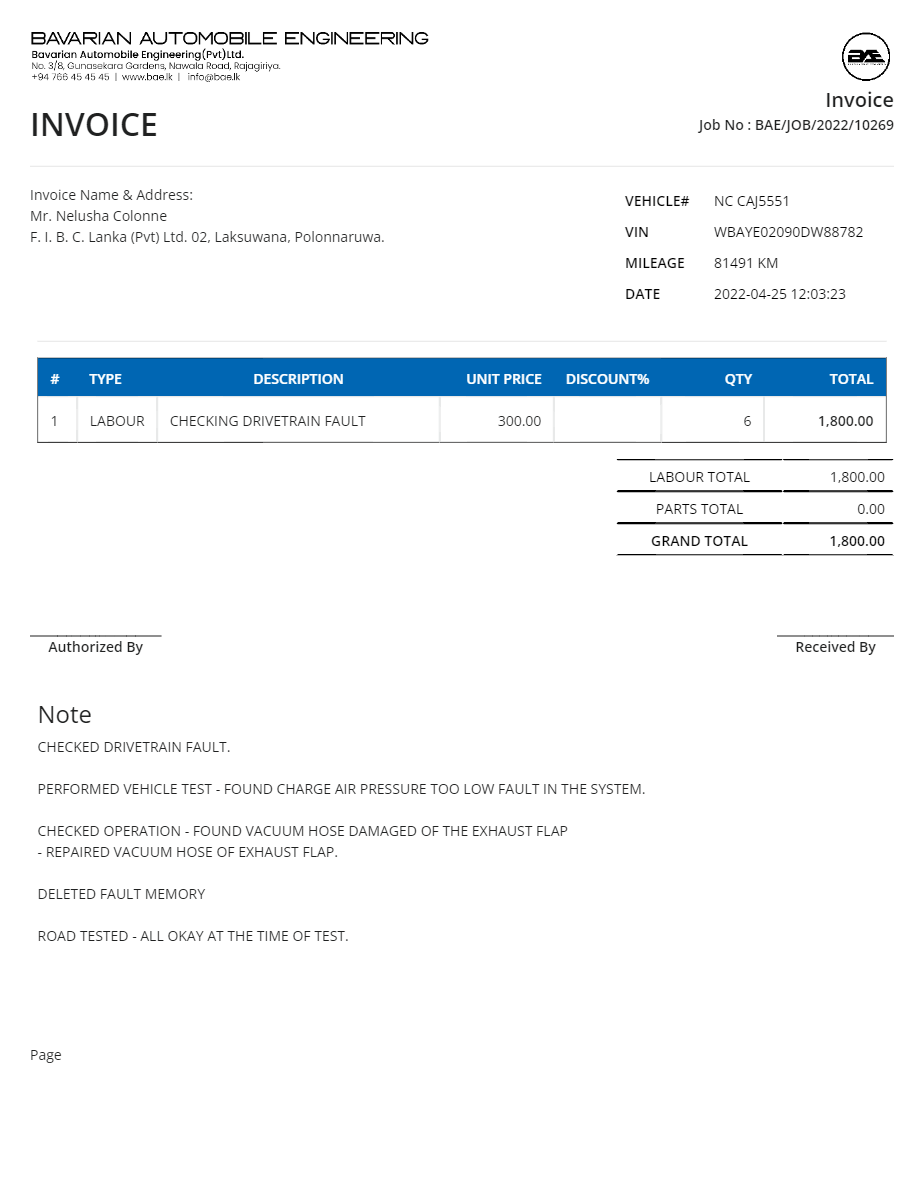 BAVARIAN AUTOMOBILE ENGINEERING
Bavarian Automobile Engineering(Pvt)Ltd.
No. 3/8, Gunasekara Gardens, Nawala Road, Rajagiriya.
+94 766 45 45 45 | www.bae.lk | info@bae.lk
BAE
Invoice
INVOICE
Job No : BAE/JOB/2022/10269
Invoice Name & Address:
Mr. Nelusha Colonne
F. I. B. C. Lanka (Pvt) Ltd. 02, Laksuwana, Polonnaruwa.
VEHICLE# NC CAJ5551
VIN WBAYE02090DW88782
MILEAGE 81491 KM
DATE 2022-04-25 12:03:23
# TYPE DESCRIPTION UNIT PRICE DISCOUNT% QTY TOTAL
1 LABOUR CHECKING DRIVETRAIN FAULT 300.00 6 1,800.00
LABOUR TOTAL 1,800.00
PARTS TOTAL 0.00
GRAND TOTAL 1,800.00
Authorized By Received By
Note
CHECKED DRIVETRAIN FAULT.
PERFORMED VEHICLE TEST - FOUND CHARGE AIR PRESSURE TOO LOW FAULT IN THE SYSTEM.
CHECKED OPERATION - FOUND VACUUM HOSE DAMAGED OF THE EXHAUST FLAP
- REPAIRED VACUUM HOSE OF EXHAUST FLAP.
DELETED FAULT MEMORY
ROAD TESTED - ALL OKAY AT THE TIME OF TEST.
Page